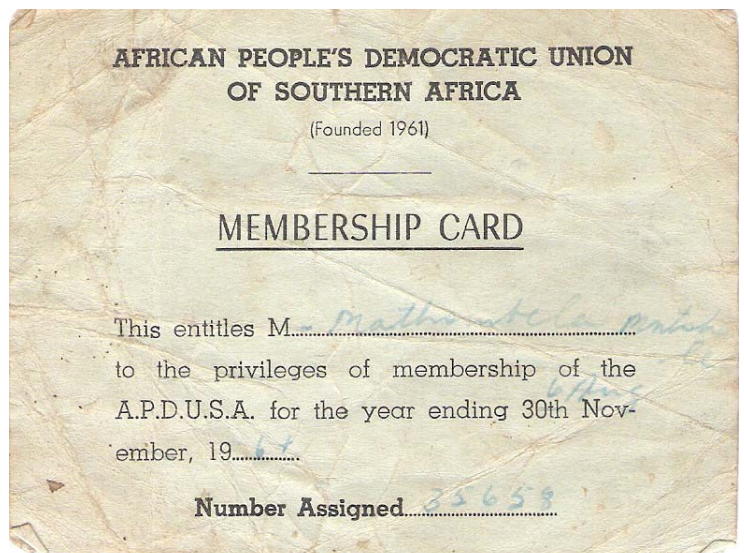 AFRICAN PEOPLE'S DEMOCRATIC UNION
OF SOUTHERN AFRICA
(Founded 1961)
MEMBERSHIP CARD
This entitles M
to the privileges of membership of the
A.P.D.U.S.A. for the year ending 30th Nov-
ember, 19
Number Assigned 35658